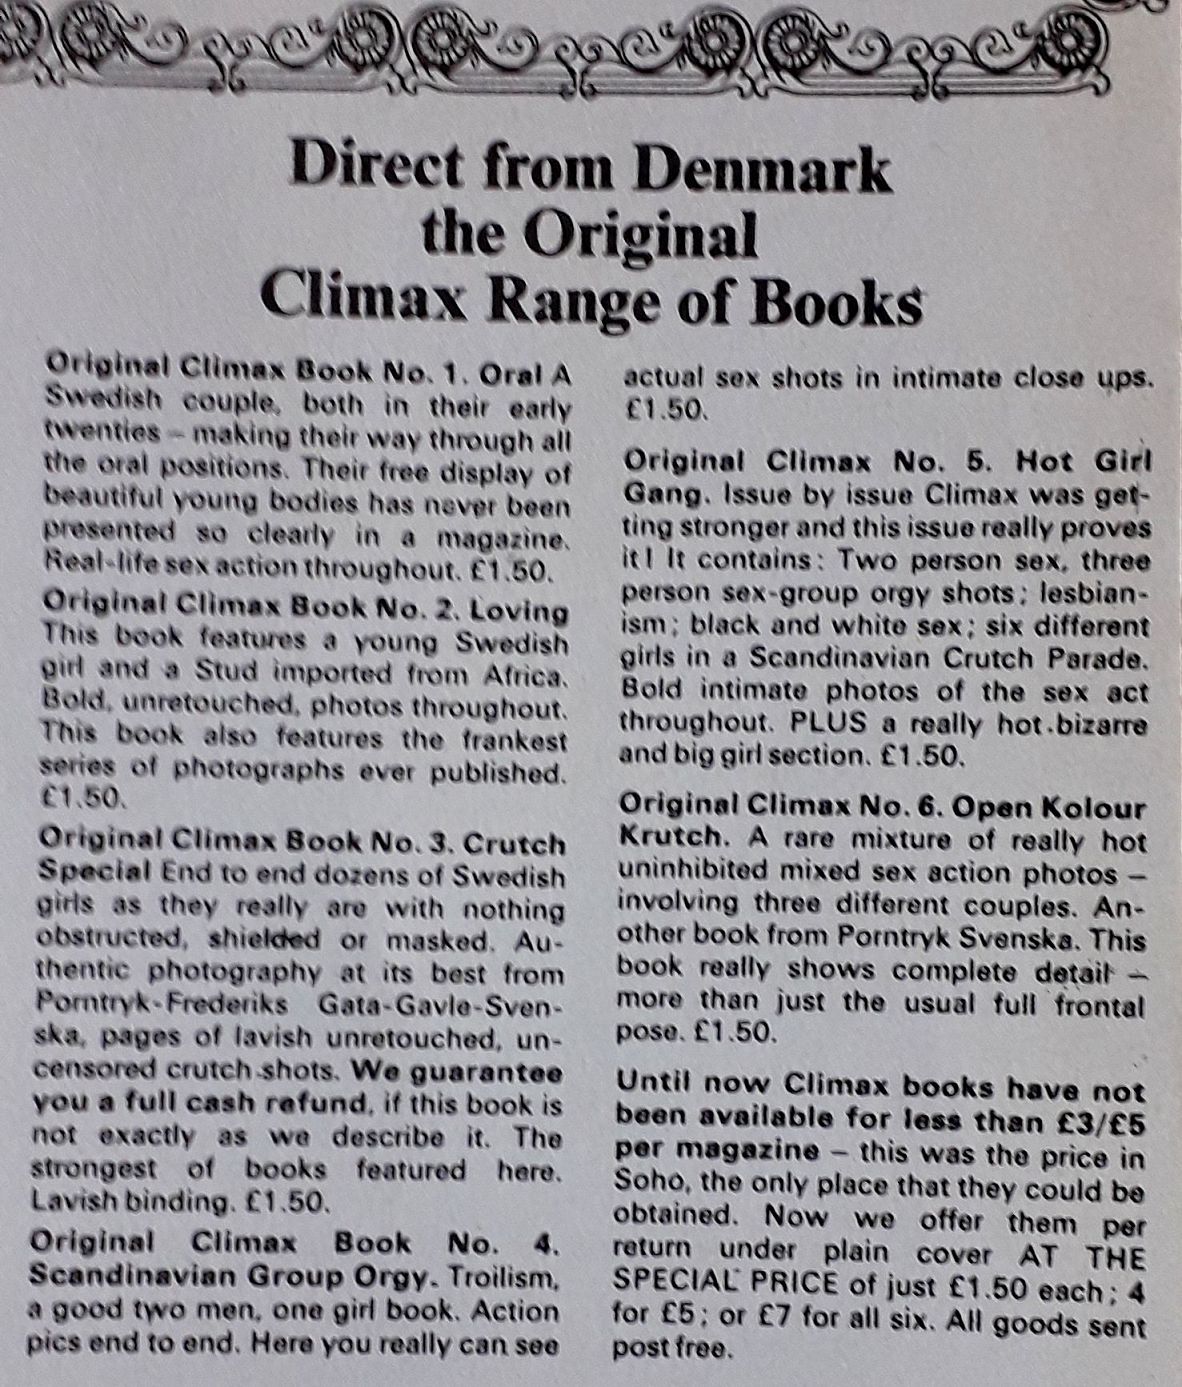 Direct from Denmark
the Original
Climax Range of Books
Original Climax Book No. 1. Oral A
Swedish couple, both in their early
twenties – making their way through all
the oral positions. Their free display of
beautiful young bodies has never been
presented so clearly in a magazine.
Real-life sex action throughout. £1.50.
Original Climax Book No. 2. Loving
This book features a young Swedish
girl and a Stud imported from Africa.
Bold, unretouched, photos throughout.
This book also features the frankest
series of photographs ever published.
£1.50.
Original Climax Book No. 3. Crutch
Special End to end dozens of Swedish
girls as they really are with nothing
obstructed, shielded or masked. Au-
thentic photography at its best from
Porntryk-Frederiks Gata-Gavle-Sven-
ska, pages of lavish unretouched, un-
censored crutch shots. We guarantee
you a full cash refund, if this book is
not exactly as we describe it. The
strongest of books featured here.
Lavish binding. £1.50.
Original Climax Book No. 4.
Scandinavian Group Orgy. Troilism,
a good two men, one girl book. Action
pics end to end. Here you really can see
actual sex shots in intimate close ups.
£1.50.
Original Climax No. 5. Hot Girl
Gang. Issue by issue Climax was get-
ting stronger and this issue really proves
it! It contains: Two person sex, three
person sex-group orgy shots; lesbian-
ism; black and white sex; six different
girls in a Scandinavian Crutch Parade.
Bold intimate photos of the sex act
throughout. PLUS a really hot bizarre
and big girl section. £1.50.
Original Climax No. 6. Open Kolour
Krutch. A rare mixture of really hot
uninhibited mixed sex action photos –
involving three different couples. An-
other book from Porntryk Svenska. This
book really shows complete detail –
more than just the usual full frontal
pose. £1.50.
Until now Climax books have not
been available for less than £3/£5
per magazine – this was the price in
Soho, the only place that they could be
obtained. Now we offer them per
return under plain cover AT THE
SPECIAL PRICE of just £1.50 each; 4
for £5; or £7 for all six. All goods sent
post free.